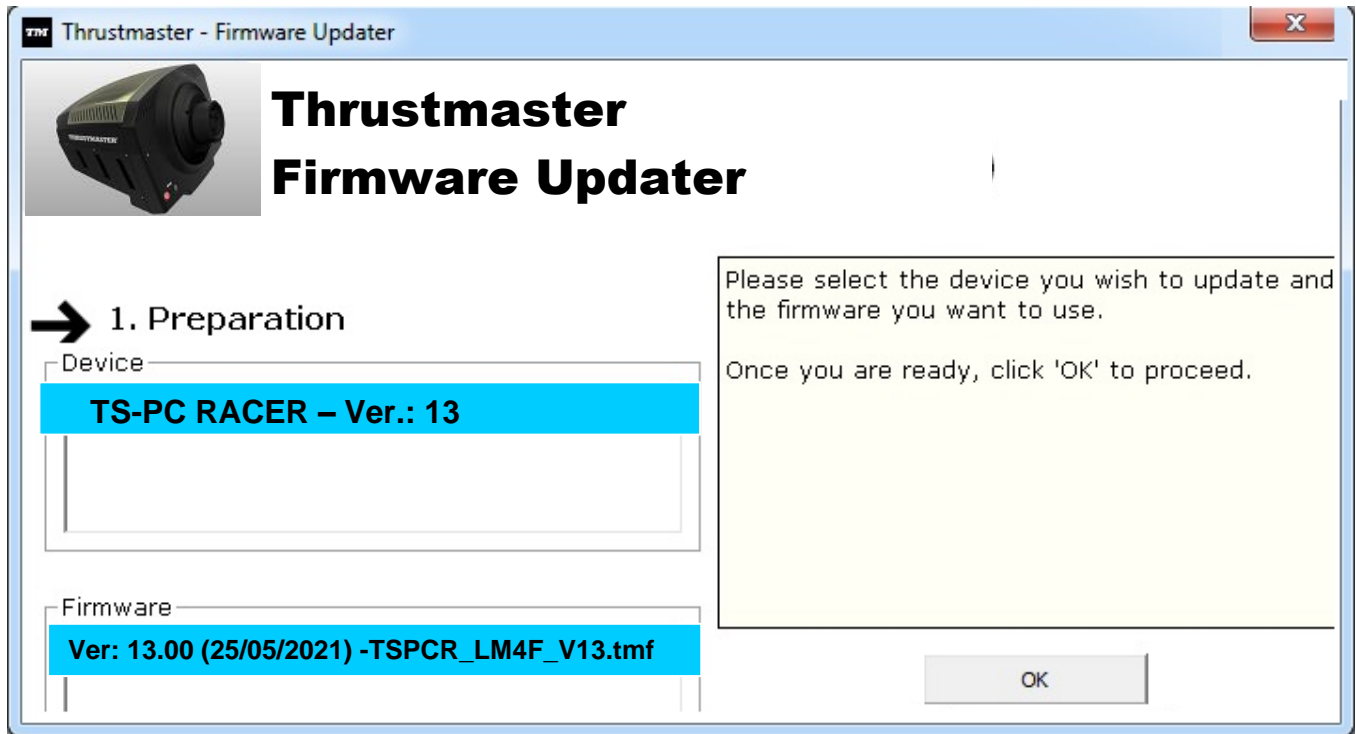 TM Thrustmaster - Firmware Updater
THRUSTMASTER
Thrustmaster
Firmware Updater
1. Preparation
Device
TS-PC RACER – Ver.: 13
Firmware
Ver: 13.00 (25/05/2021) -TSPCR_LM4F_V13.tmf
Please select the device you wish to update and
the firmware you want to use.
Once you are ready, click 'OK' to proceed.
OK